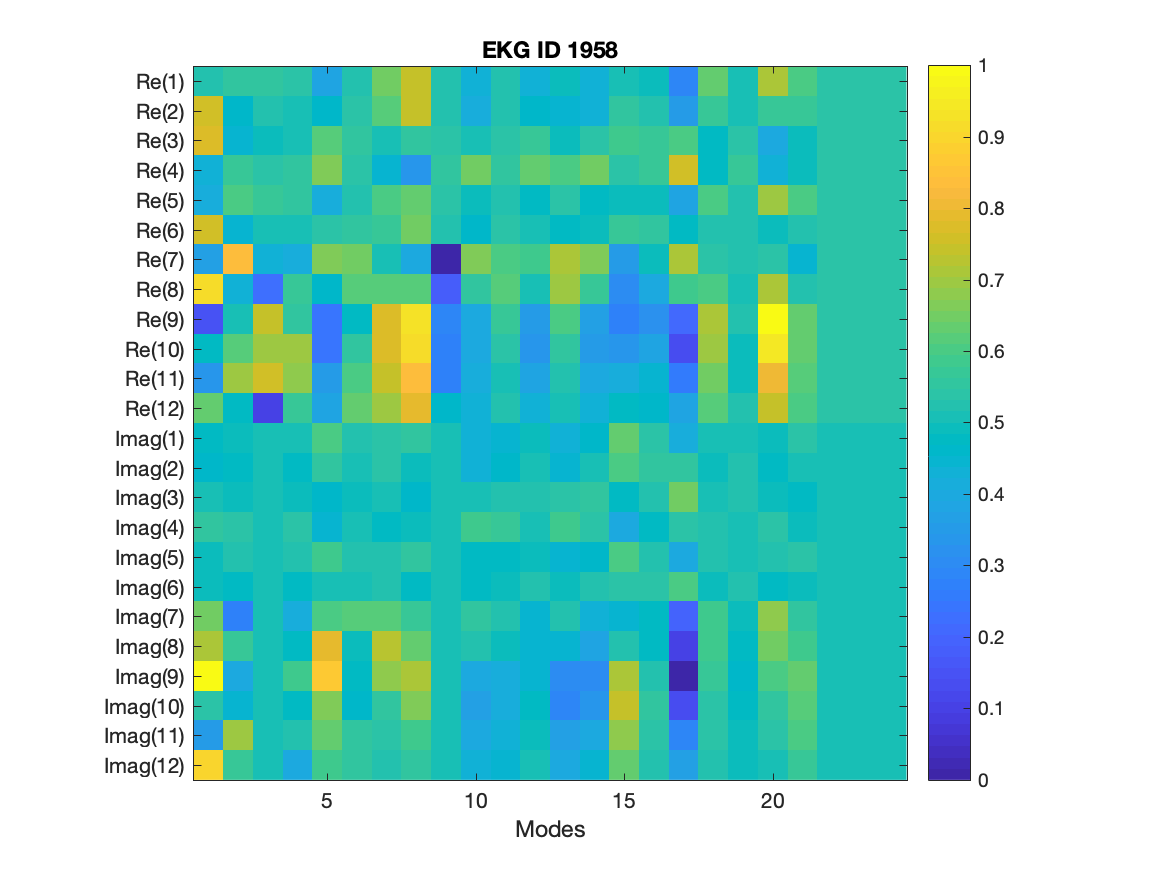 EKG ID 1958
Re(1)
Re(2)
Re(3)
Re(4)
Re(5)
Re(6)
Re(7)
Re(8)
Re(9)
Re(10)
Re(11)
Re(12)
Imag(1)
Imag(2)
Imag(3)
Imag(4)
Imag(5)
Imag(6)
Imag(7)
Imag(8)
Imag(9)
Imag(10)
Imag(11)
Imag(12)
5 10 15 20
Modes
1
0.9
0.8
0.7
0.6
0.5
0.4
0.3
0.2
0.1
0